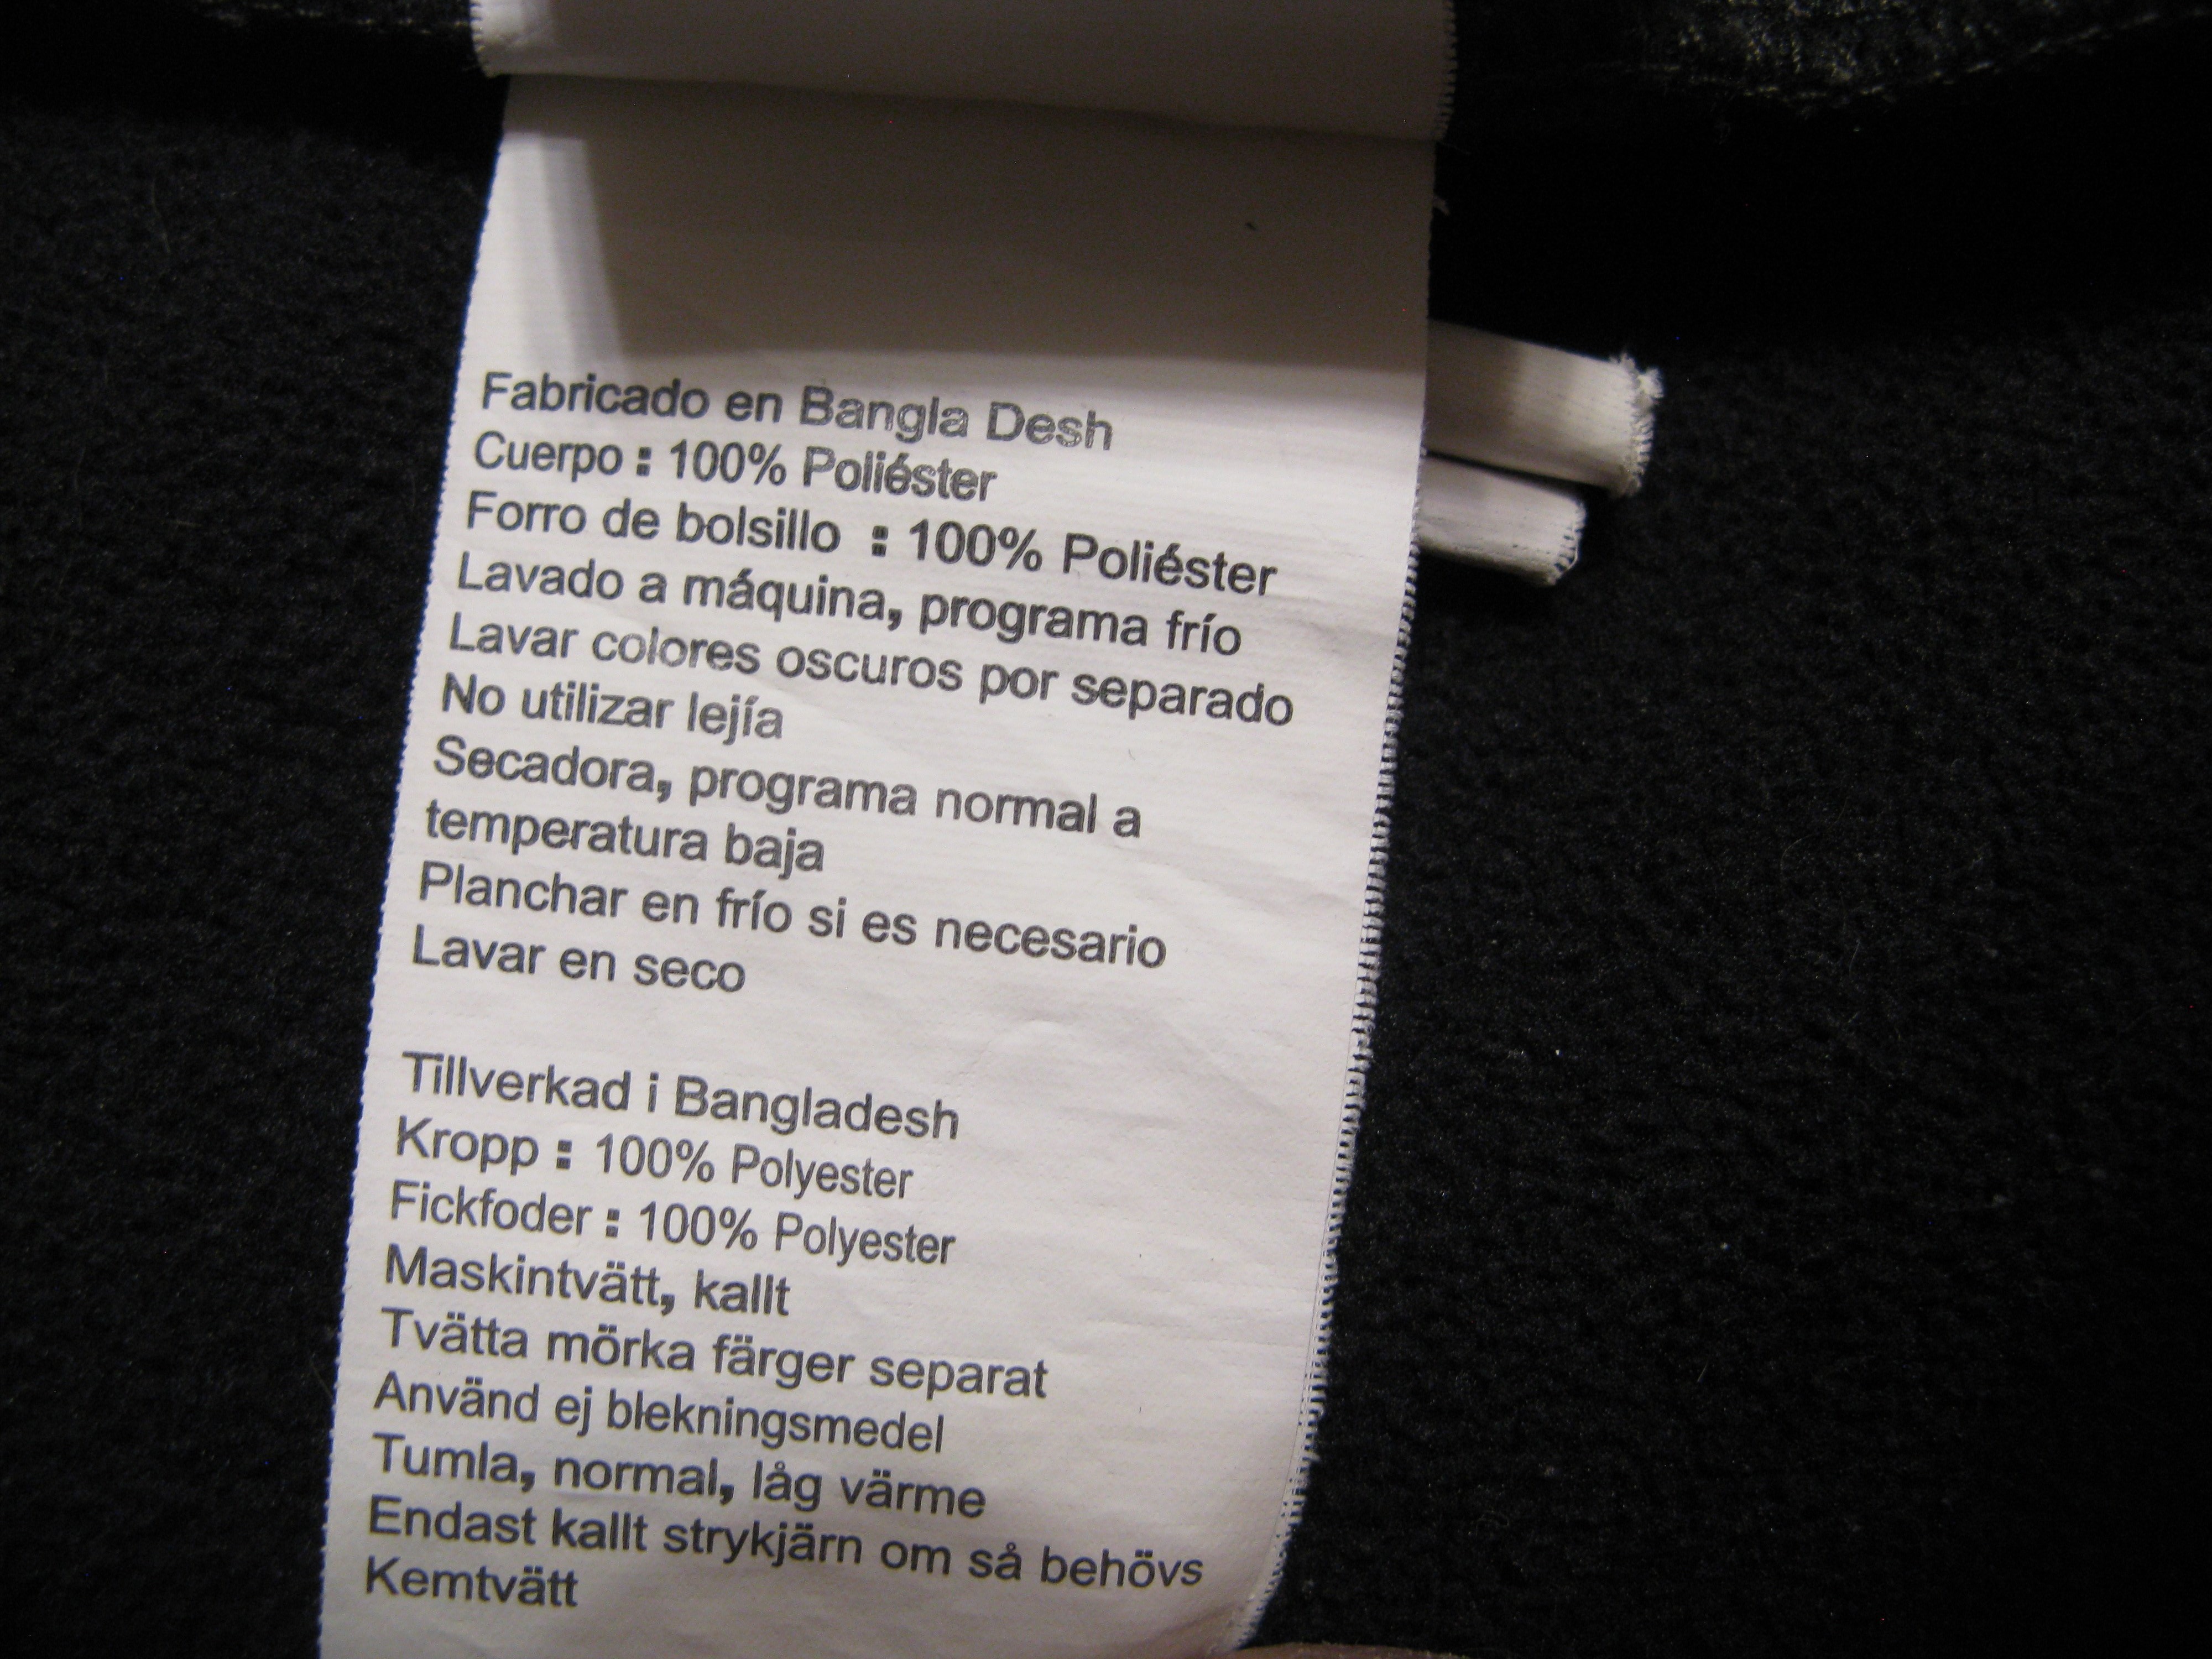 Fabricado en Bangla Desh
Cuerpo : 100% Poliéster
Forro de bolsillo : 100% Poliéster
Lavado a máquina, programa frío
Lavar colores oscuros por separado
No utilizar lejía
Secadora, programa normal a
temperatura baja
Planchar en frío si es necesario
Lavar en seco
Tillverkad i Bangladesh
Kropp : 100% Polyester
Fickfoder : 100% Polyester
Maskintvätt, kallt
Tvätta mörka färger separat
Använd ej blekningsmedel
Tumla, normal, låg värme
Endast kallt strykjärn om så behövs
Kemtvätt